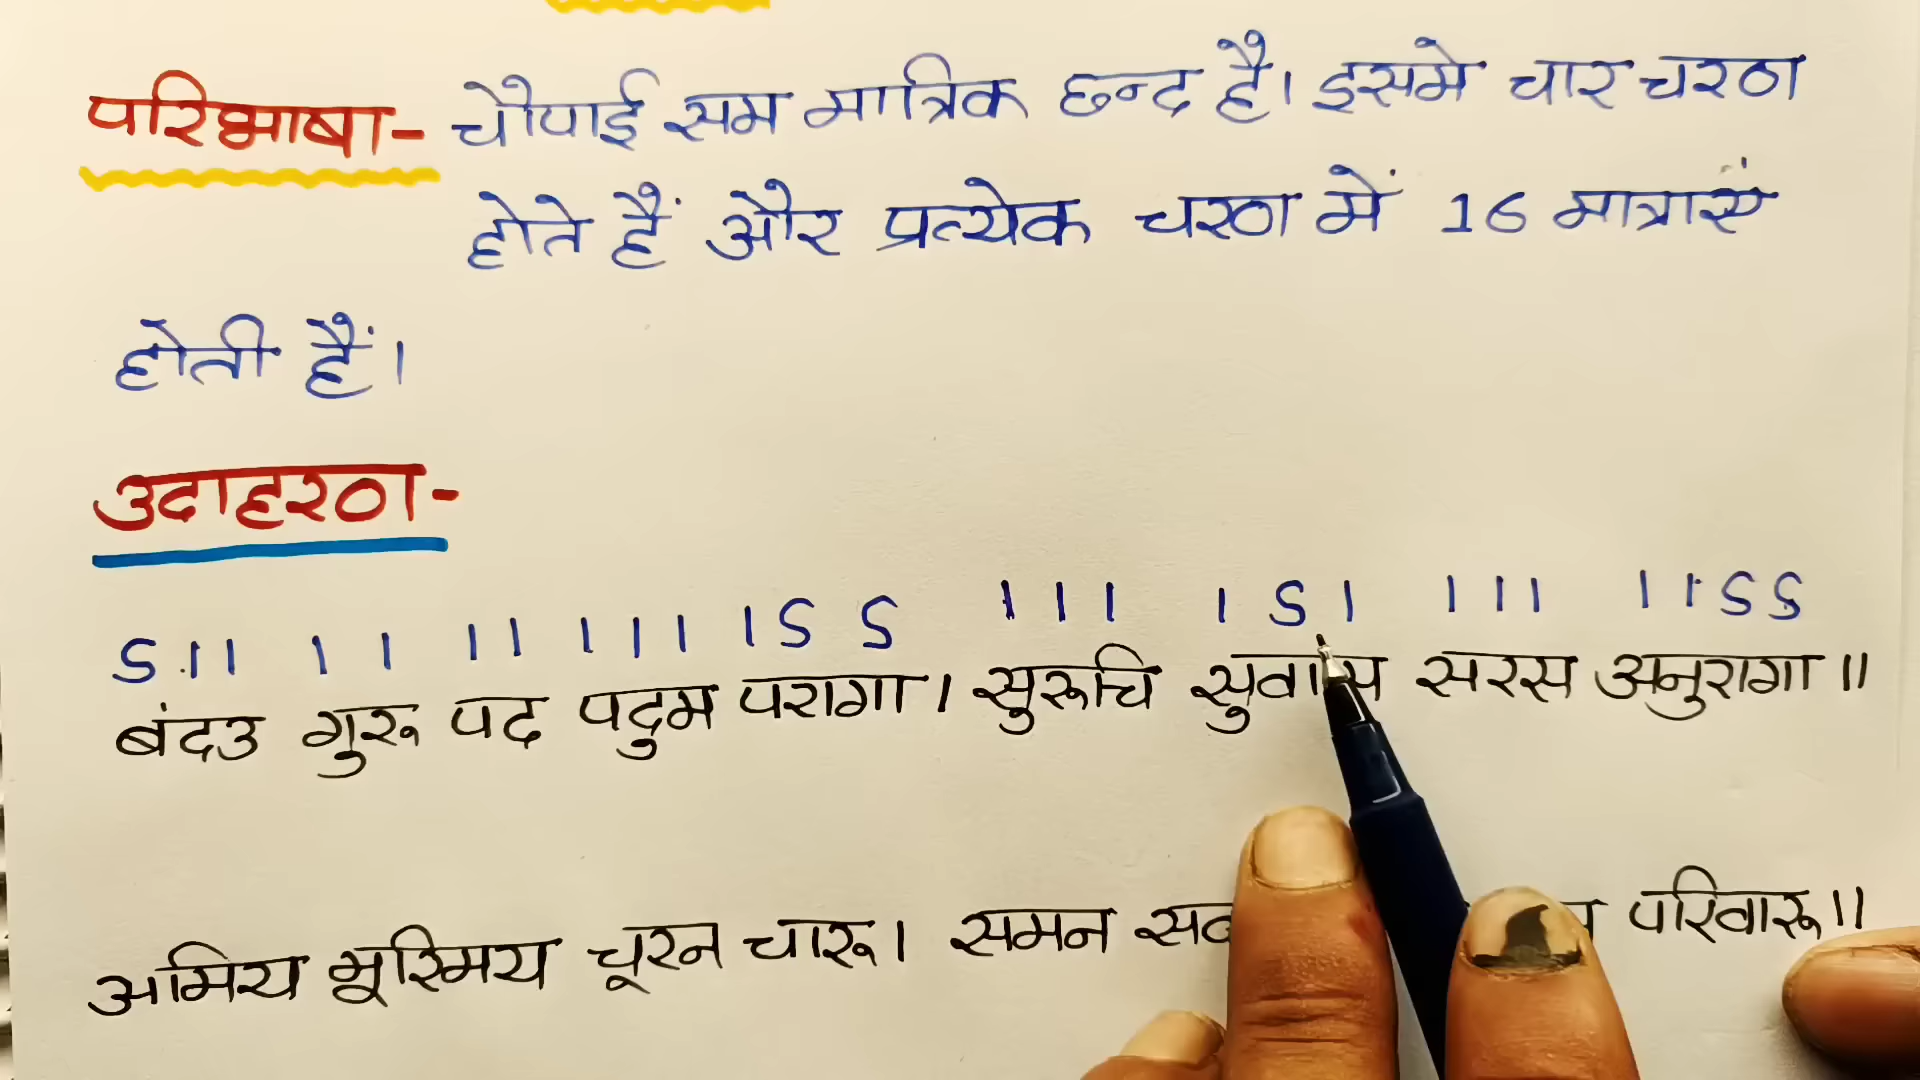 परिभाषा- चौपाई सम मात्रिक छन्द है। इसमे चार चरण
होते हैं और प्रत्येक चरण में 16 मात्राएं
होती हैं।
उदाहरण-
ऽ।। ।। ।। ।।। ।ऽ ऽ ।।। ।ऽ। ।।। ।।ऽऽ
बंदउ गुरू पद पदुम परागा। सुरूचि सुवास सरस अनुरागा॥
अमिय भूरिमय चूरन चारू। समन परिवारू॥